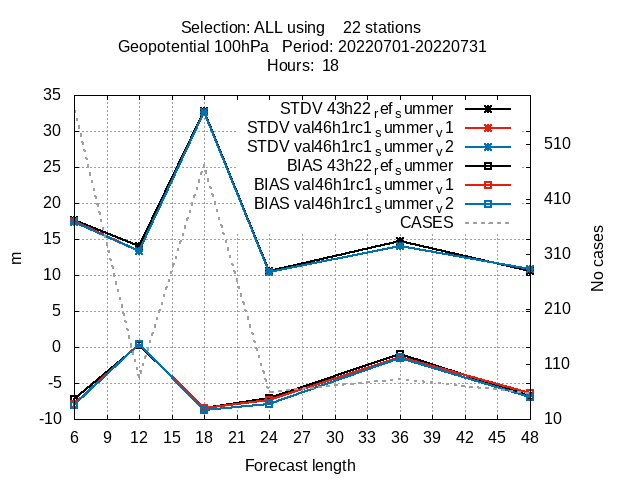 Selection: ALL using    22 stations
Geopotential 100hPa   Period: 20220701-20220731
Hours:  18
35
30
25
20
15
10
5
0
-5
-10
m
STDV 43h22_ref_summer
STDV val46h1rc1_summer_v1
STDV val46h1rc1_summer_v2
BIAS 43h22_ref_summer
BIAS val46h1rc1_summer_v1
BIAS val46h1rc1_summer_v2
CASES
510
410
310
210
110
10
No cases
6 9 12 15 18 21 24 27 30 33 36 39 42 45 48
Forecast length